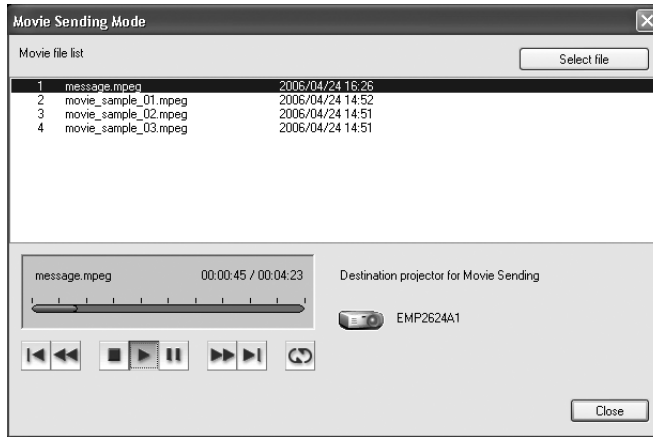 Movie Sending Mode
Movie file list
Select file
1 message.mpeg 2006/04/24 16:26
2 movie_sample_01.mpeg 2006/04/24 14:52
3 movie_sample_02.mpeg 2006/04/24 14:51
4 movie_sample_03.mpeg 2006/04/24 14:51
message.mpeg 00:00:45 / 00:04:23
Destination projector for Movie Sending
EMP2624A1
Close